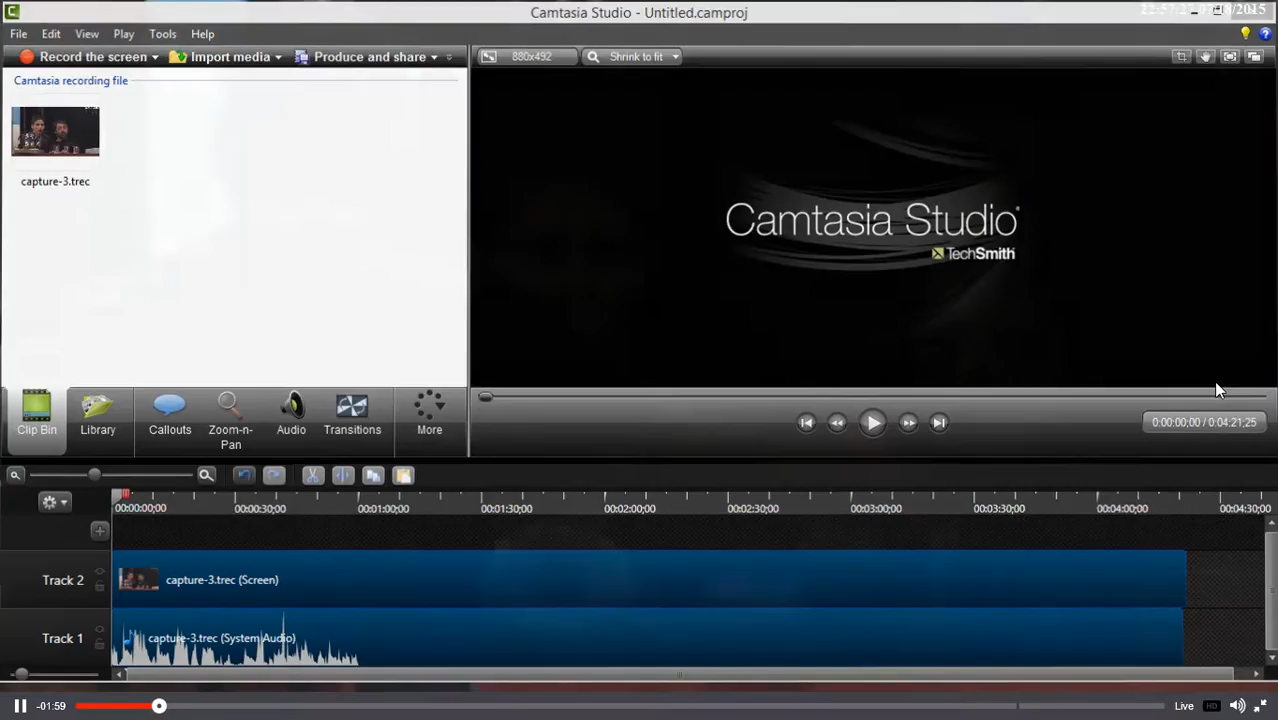 Camtasia Studio - Untitled.camproj
File Edit View Play Tools Help
Record the screen Import media Produce and share
880x492 Shrink to fit
Camtasia recording file
capture-3.trec
Camtasia Studio
TechSmith
Clip Bin Library Callouts Zoom-n-Pan Audio Transitions More
0:00:00;00 / 0:04:21;25
00:00:00;00 00:00:30;00 00:01:00;00 00:01:30;00 00:02:00;00 00:02:30;00 00:03:00;00 00:03:30;00 00:04:00;00 00:04:30;00
Track 2 capture-3.trec (Screen)
Track 1 capture-3.trec (System Audio)
-01:59 Live HD